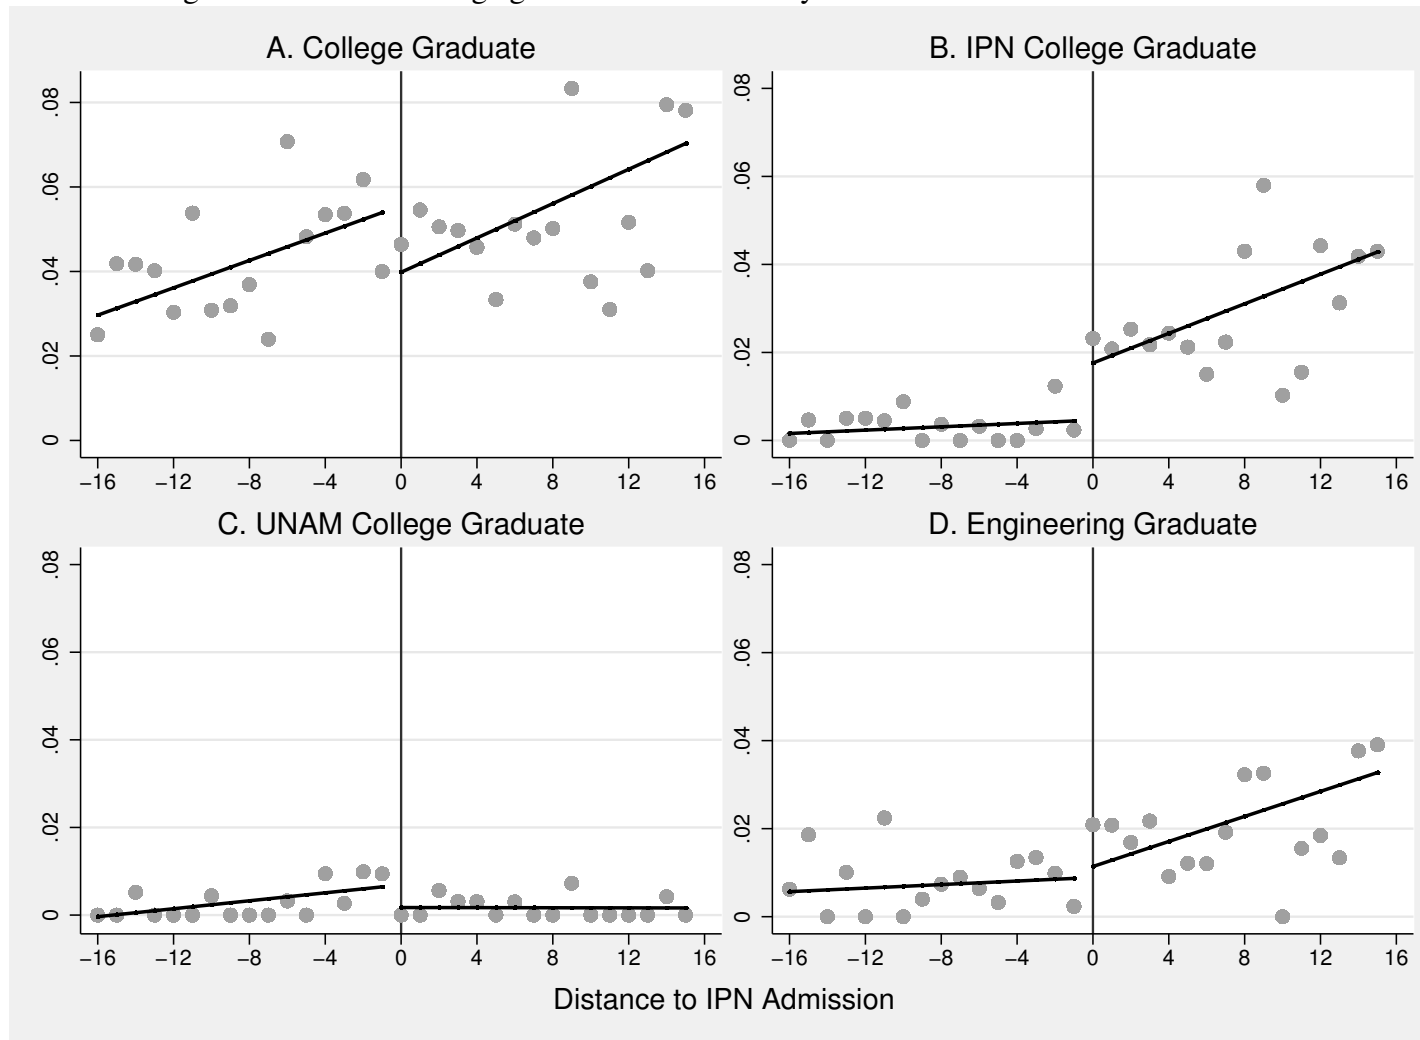 A. College Graduate
B. IPN College Graduate
.08
.06
.04
.02
0
−16 −12 −8 −4 0 4 8 12 16
.08
.06
.04
.02
0
−16 −12 −8 −4 0 4 8 12 16
C. UNAM College Graduate
D. Engineering Graduate
.08
.06
.04
.02
0
−16 −12 −8 −4 0 4 8 12 16
.08
.06
.04
.02
0
−16 −12 −8 −4 0 4 8 12 16
Distance to IPN Admission